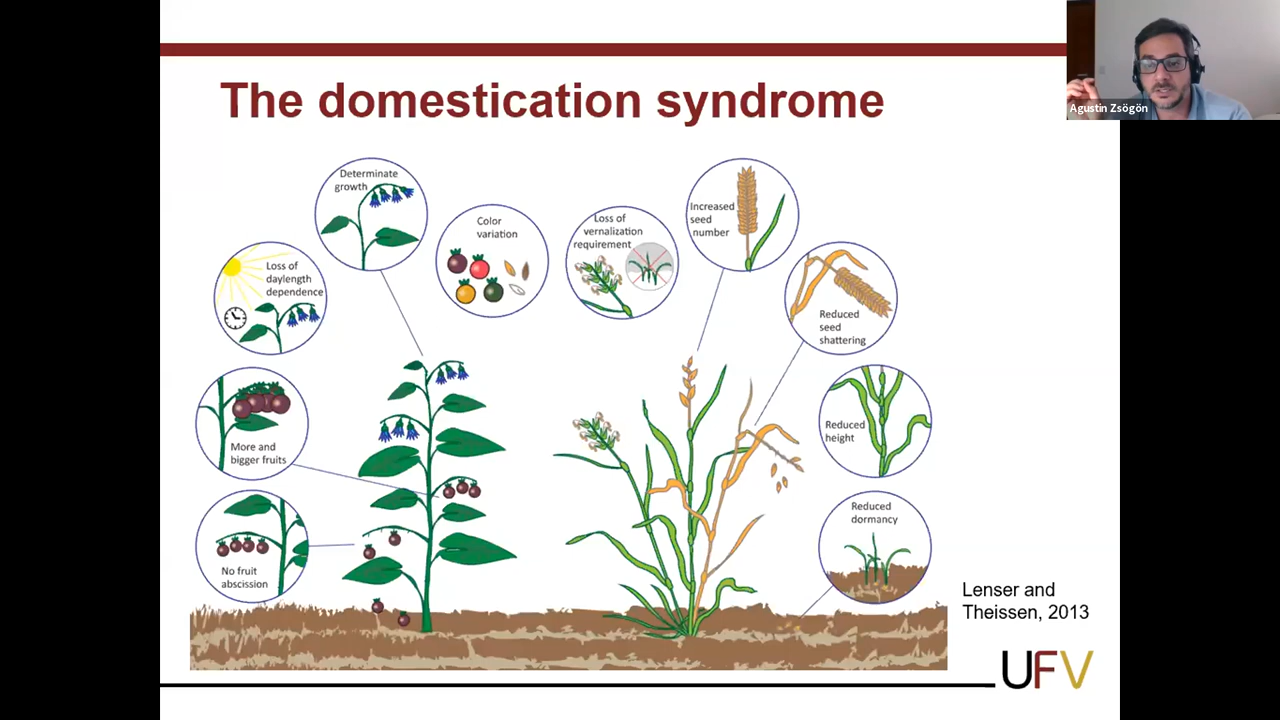 Agustin Zsögön
The domestication syndrome
Determinate
growth
Color
variation
Loss of
vernalization
requirement
Increased
seed
number
Loss of
daylength
dependence
Reduced
seed
shattering
More and
bigger fruits
Reduced
height
No fruit
abscission
Reduced
dormancy
Lenser and
Theissen, 2013
UFV